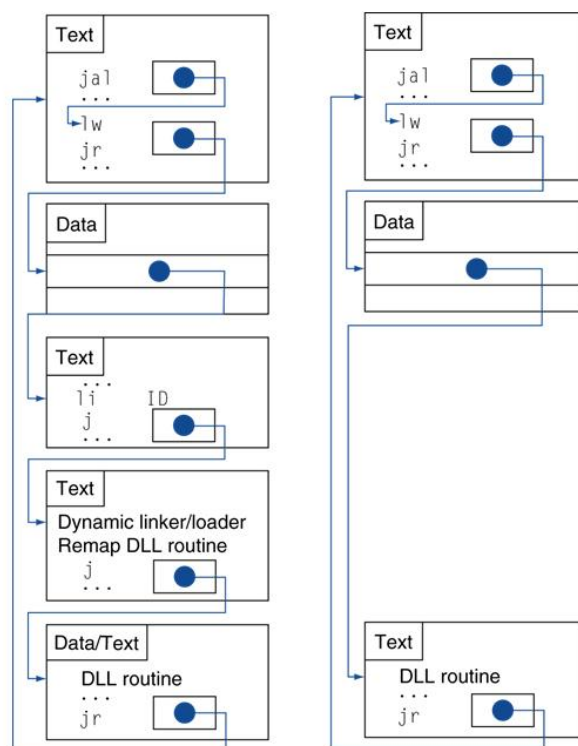 Text
jal
...
lw
jr
...
Data
Text
...
li ID
j
...
Text
Dynamic linker/loader
Remap DLL routine
j
...
Data/Text
DLL routine
...
jr
Text
jal
...
lw
jr
...
Data
Text
DLL routine
...
jr